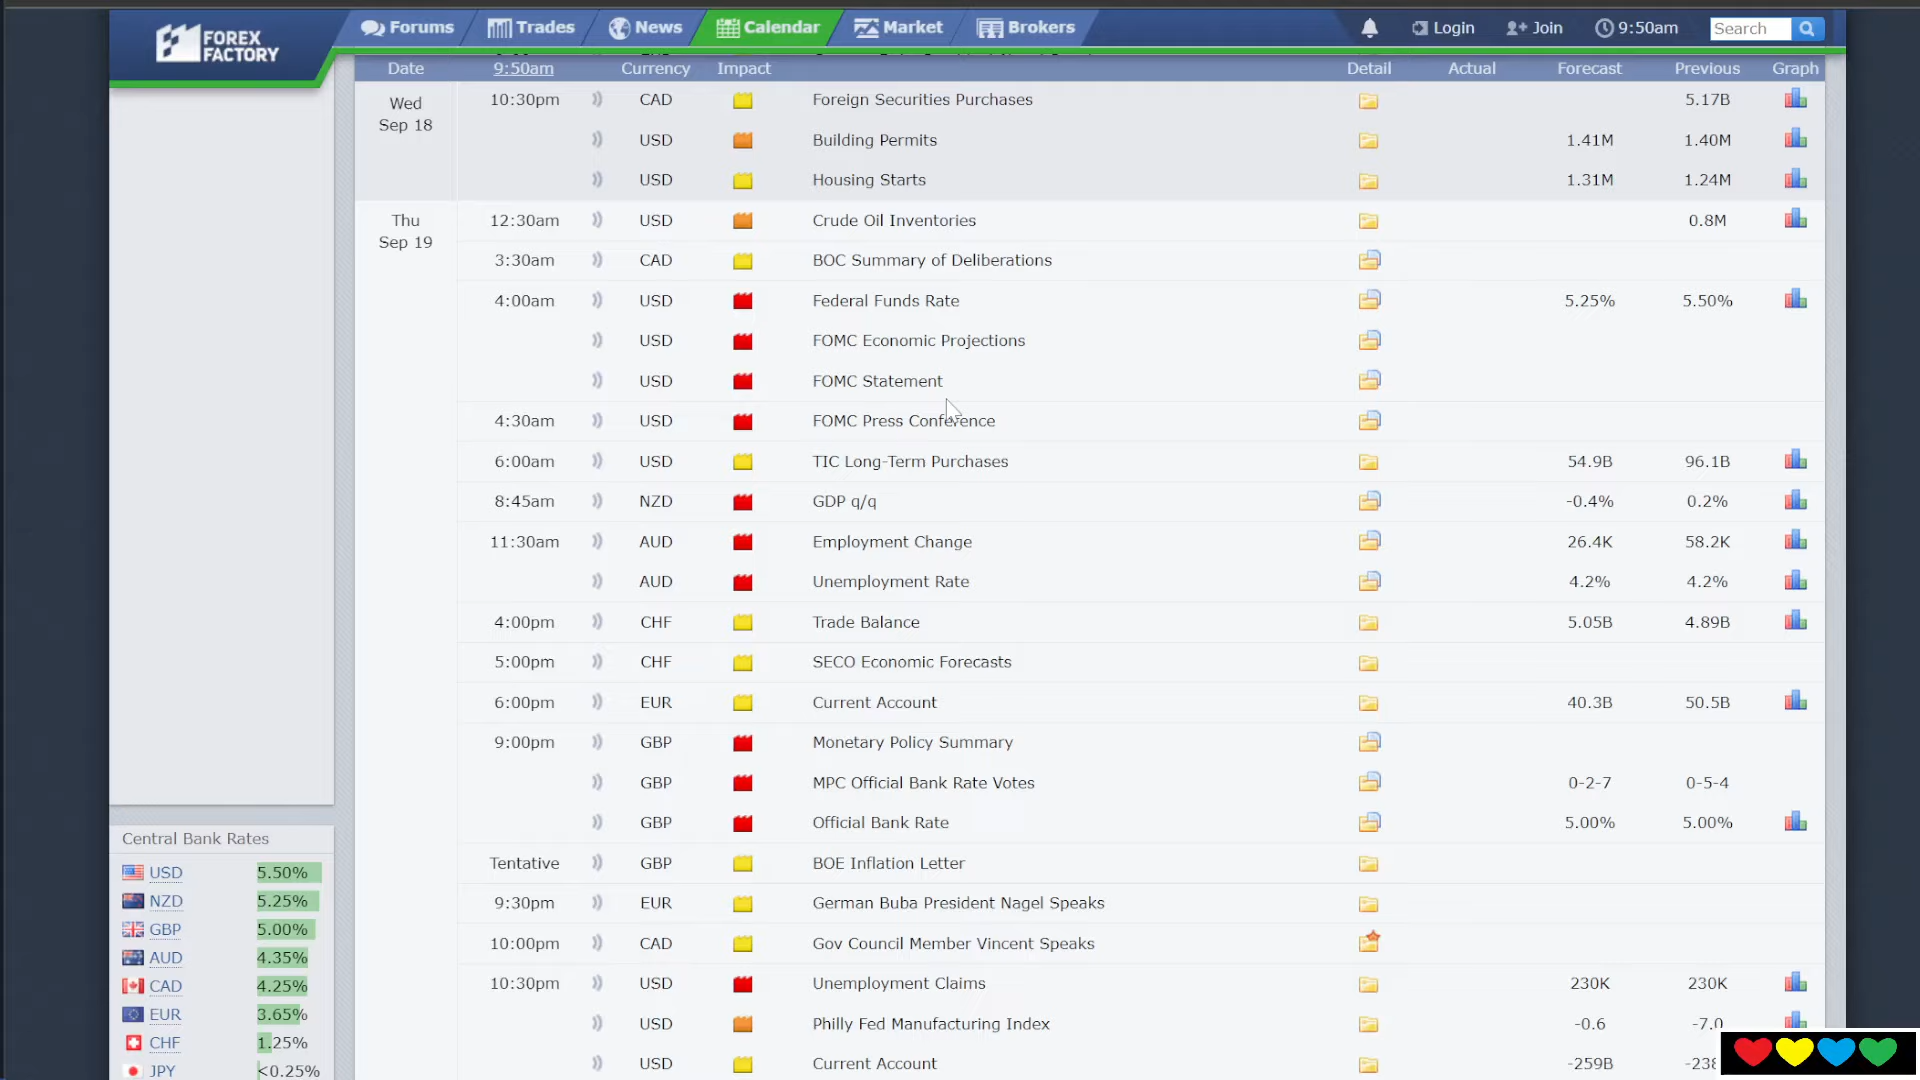 FOREX
FACTORY
Forums Trades News Calendar Market Brokers Login Join 9:50am Search
Date 9:50am Currency Impact Detail Actual Forecast Previous Graph
Wed
Sep 18
10:30pm CAD Foreign Securities Purchases 5.17B
USD Building Permits 1.41M 1.40M
USD Housing Starts 1.31M 1.24M
Thu
Sep 19
12:30am USD Crude Oil Inventories 0.8M
3:30am CAD BOC Summary of Deliberations
4:00am USD Federal Funds Rate 5.25% 5.50%
USD FOMC Economic Projections
USD FOMC Statement
4:30am USD FOMC Press Conference
6:00am USD TIC Long-Term Purchases 54.9B 96.1B
8:45am NZD GDP q/q -0.4% 0.2%
11:30am AUD Employment Change 26.4K 58.2K
AUD Unemployment Rate 4.2% 4.2%
4:00pm CHF Trade Balance 5.05B 4.89B
5:00pm CHF SECO Economic Forecasts
6:00pm EUR Current Account 40.3B 50.5B
9:00pm GBP Monetary Policy Summary
GBP MPC Official Bank Rate Votes 0-2-7 0-5-4
GBP Official Bank Rate 5.00% 5.00%
Tentative GBP BOE Inflation Letter
9:30pm EUR German Buba President Nagel Speaks
10:00pm CAD Gov Council Member Vincent Speaks
10:30pm USD Unemployment Claims 230K 230K
USD Philly Fed Manufacturing Index -0.6 -7.0
USD Current Account -259B
Central Bank Rates
USD 5.50%
NZD 5.25%
GBP 5.00%
AUD 4.35%
CAD 4.25%
EUR 3.65%
CHF 1.25%
JPY <0.25%